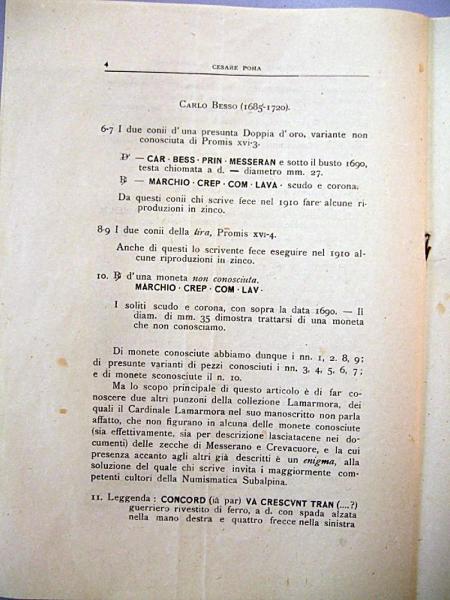 4
CESARE POMA
CARLO BESSO (1685-1720).
6-7 I due conii d'una presunta Doppia d'oro, variante non
conosciuta di Promis XVI-3.
D' — CAR · BESS · PRIN · MESSERAN e sotto il busto 1690,
testa chiomata a d. — diametro mm. 27.
R' — MARCHIO · CREP · COM · LAVA · scudo e corona.
Da questi conii chi scrive fece nel 1910 fare alcune ri-
produzioni in zinco.
8-9 I due conii della lira, Promis XVI-4.
Anche di questi lo scrivente fece eseguire nel 1910 al-
cune riproduzioni in zinco.
10. R' d'una moneta non conosciuta.
MARCHIO · CREP · COM · LAV ·
I soliti scudo e corona, con sopra la data 1690. — Il
diam. di mm. 35 dimostra trattarsi di una moneta
che non conosciamo.
Di monete conosciute abbiamo dunque i nn. 1, 2. 8, 9;
di presunte varianti di pezzi conosciuti i nn. 3, 4, 5, 6, 7;
e di monete sconosciute il n. 10.
Ma lo scopo principale di questo articolo è di far co-
noscere due altri punzoni della collezione Lamarmora, dei
quali il Cardinale Lamarmora nel suo manoscritto non parla
affatto, che non figurano in alcuna delle monete conosciute
(sia effettivamente, sia per descrizione lasciatacene nei do-
cumenti) delle zecche di Messerano e Crevacuore, e la cui
presenza accanto agli altri già descritti è un enigma, alla
soluzione del quale chi scrive invita i maggiormente com-
petenti cultori della Numismatica Subalpina.
11. Leggenda : CONCORD (iâ par) VA CRESCVNT TRAN (....?)
guerriero rivestito di ferro, a d. con spada alzata
nella mano destra e quattro frecce nella sinistra